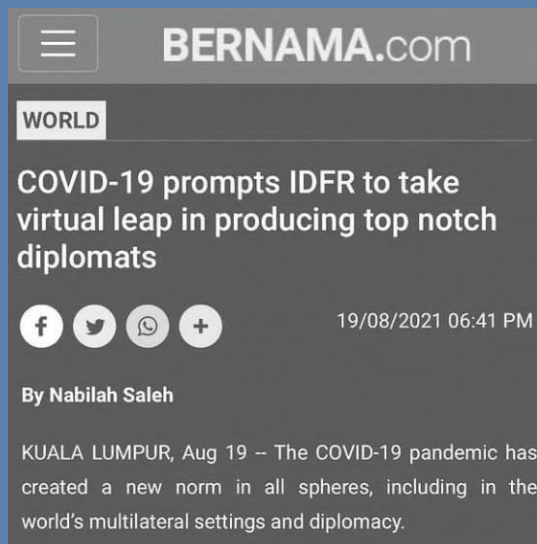 BERNAMA.com
WORLD
COVID-19 prompts IDFR to take
virtual leap in producing top notch
diplomats
19/08/2021 06:41 PM
By Nabilah Saleh
KUALA LUMPUR, Aug 19 -- The COVID-19 pandemic has
created a new norm in all spheres, including in the
world's multilateral settings and diplomacy.